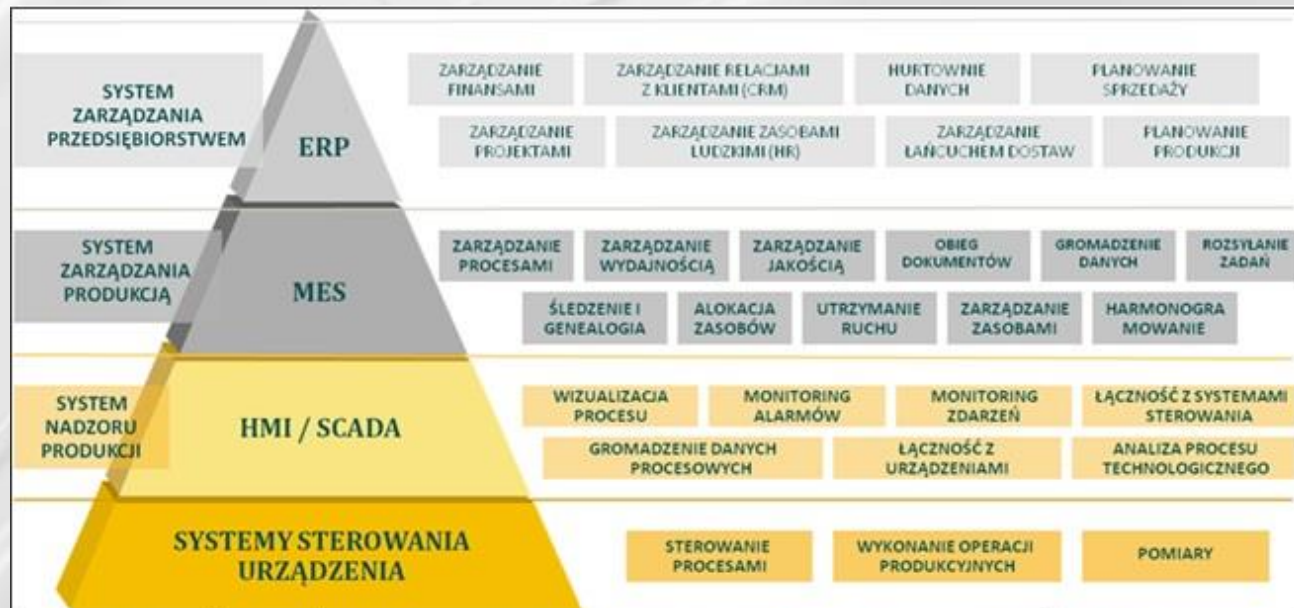 SYSTEM
ZARZĄDZANIA
PRZEDSIĘBIORSTWEM
ERP
ZARZĄDZANIE
FINANSAMI
ZARZĄDZANIE RELACJAMI
Z KLIENTAMI (CRM)
HURTOWNIE
DANYCH
PLANOWANIE
SPRZEDAŻY
ZARZĄDZANIE
PROJEKTAMI
ZARZĄDZANIE ZASOBAMI
LUDZKIMI (HR)
ZARZĄDZANIE
ŁAŃCUCHEM DOSTAW
PLANOWANIE
PRODUKCJI
SYSTEM
ZARZĄDZANIA
PRODUKCJĄ
MES
ZARZĄDZANIE
PROCESAMI
ZARZĄDZANIE
WYDAJNOŚCIĄ
ZARZĄDZANIE
JAKOŚCIĄ
OBIEG
DOKUMENTÓW
GROMADZENIE
DANYCH
ROZSYŁANIE
ZADAŃ
ŚLEDZENIE I
GENEALOGIA
ALOKACJA
ZASOBÓW
UTRZYMANIE
RUCHU
ZARZĄDZANIE
ZASOBAMI
HARMONOGRA
MOWANIE
SYSTEM
NADZORU
PRODUKCJI
HMI / SCADA
WIZUALIZACJA
PROCESU
MONITORING
ALARMÓW
MONITORING
ZDARZEŃ
ŁĄCZNOŚĆ Z SYSTEMAMI
STEROWANIA
GROMADZENIE DANYCH
PROCESOWYCH
ŁĄCZNOŚĆ Z
URZĄDZENIAMI
ANALIZA PROCESU
TECHNOLOGICZNEGO
SYSTEMY STEROWANIA
URZĄDZENIA
STEROWANIE
PROCESAMI
WYKONANIE OPERACJI
PRODUKCYJNYCH
POMIARY